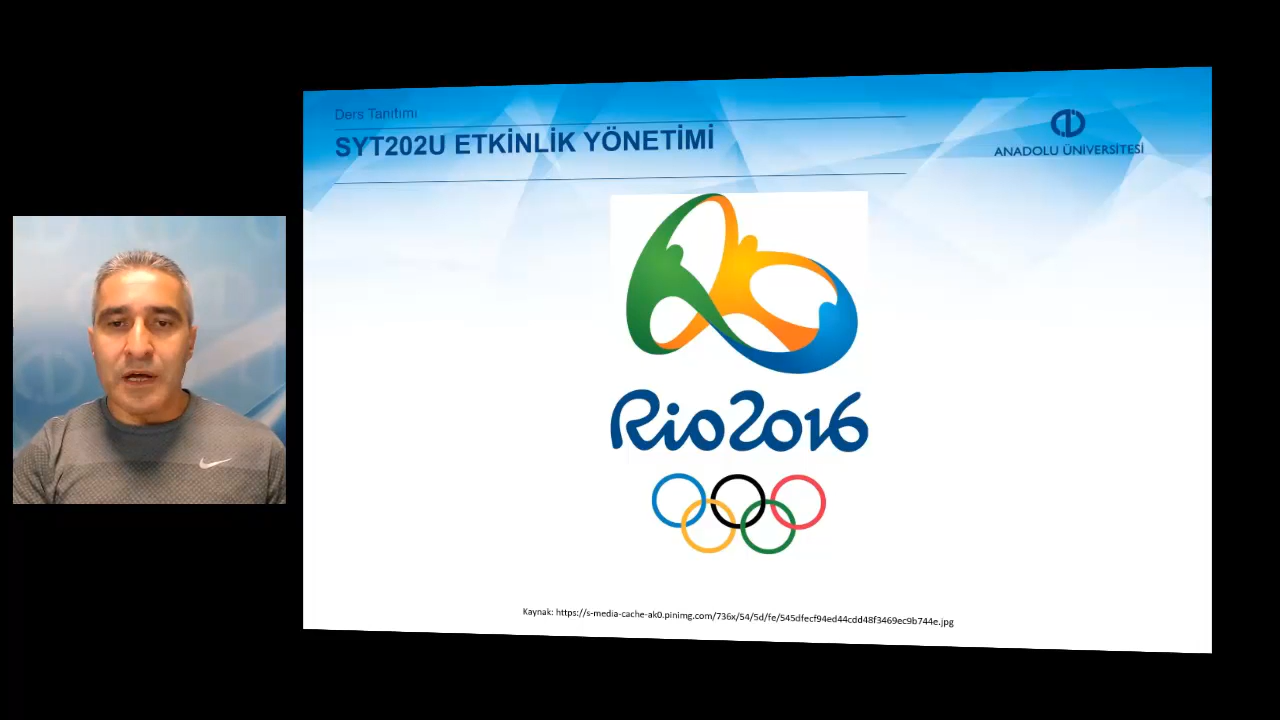 Ders Tanıtımı
SYT202U ETKİNLİK YÖNETİMİ
ANADOLU ÜNİVERSİTESİ
Rio2016
Kaynak: https://s-media-cache-ak0.pinimg.com/736x/54/5d/fe/545dfecf94ed44cdd48f3469ec9b744e.jpg